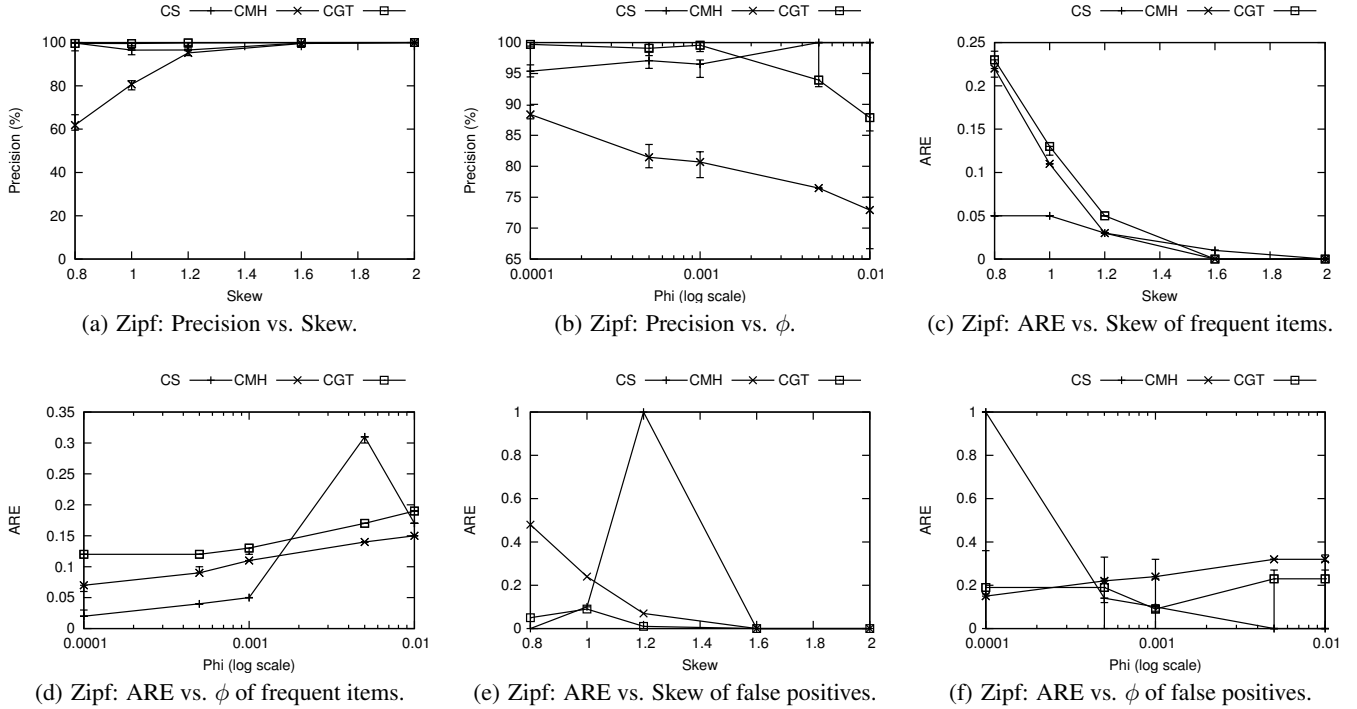 CS CMH CGT
Precision (%)
100
80
60
40
20
0
0.8 1 1.2 1.4 1.6 1.8 2
Skew
(a) Zipf: Precision vs. Skew.
CS CMH CGT
Precision (%)
100
95
90
85
80
75
70
65
0.0001 0.001 0.01
Phi (log scale)
(b) Zipf: Precision vs. ϕ.
CS CMH CGT
ARE
0.25
0.2
0.15
0.1
0.05
0
0.8 1 1.2 1.4 1.6 1.8 2
Skew
(c) Zipf: ARE vs. Skew of frequent items.
CS CMH CGT
ARE
0.35
0.3
0.25
0.2
0.15
0.1
0.05
0
0.0001 0.001 0.01
Phi (log scale)
(d) Zipf: ARE vs. ϕ of frequent items.
CS CMH CGT
ARE
1
0.8
0.6
0.4
0.2
0
0.8 1 1.2 1.4 1.6 1.8 2
Skew
(e) Zipf: ARE vs. Skew of false positives.
CS CMH CGT
ARE
1
0.8
0.6
0.4
0.2
0
0.0001 0.001 0.01
Phi (log scale)
(f) Zipf: ARE vs. ϕ of false positives.